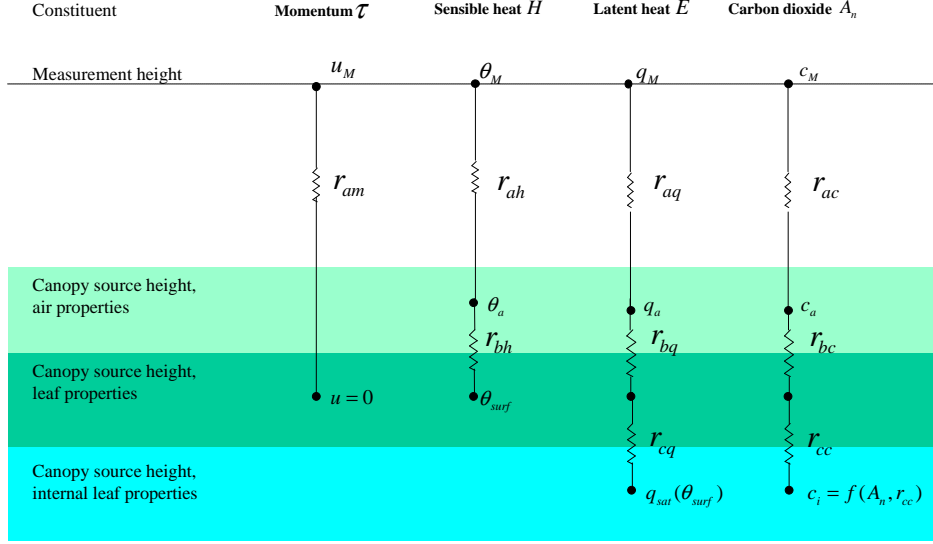 Constituent Momentum τ Sensible heat H Latent heat E Carbon dioxide A_n
Measurement height u_M θ_M q_M c_M
r_am r_ah r_aq r_ac
Canopy source height,
air properties θ_a q_a c_a
r_bh r_bq r_bc
Canopy source height,
leaf properties u = 0 θ_surf
r_cq r_cc
Canopy source height,
internal leaf properties q_sat(θ_surf) c_i = f(A_n, r_cc)